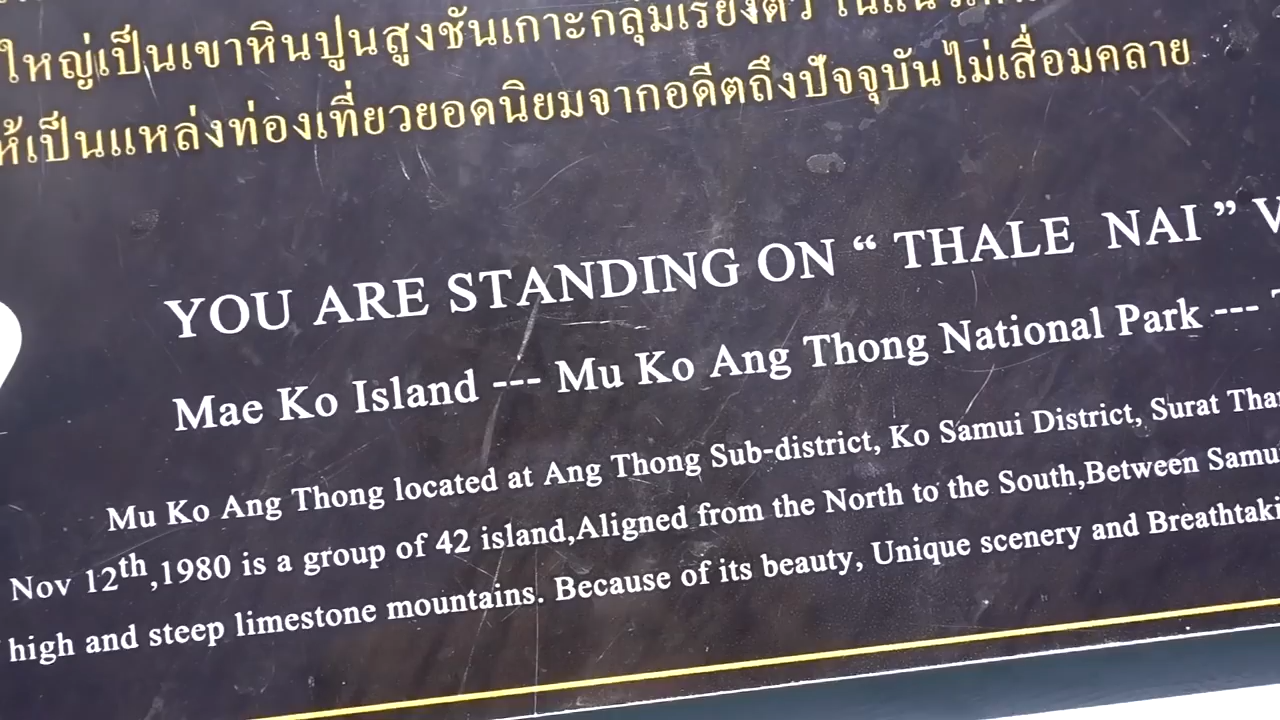 ใหญ่เป็นเขาหินปูนสูงชันเกาะกลุ่มเรียงตัว
ให้เป็นแหล่งท่องเที่ยวยอดนิยมจากอดีตถึงปัจจุบันไม่เสื่อมคลาย
YOU ARE STANDING ON “ THALE NAI ”
Mae Ko Island --- Mu Ko Ang Thong National Park ---
Mu Ko Ang Thong located at Ang Thong Sub-district, Ko Samui District, Surat
Nov 12th,1980 is a group of 42 island,Aligned from the North to the South,Between
high and steep limestone mountains. Because of its beauty, Unique scenery and